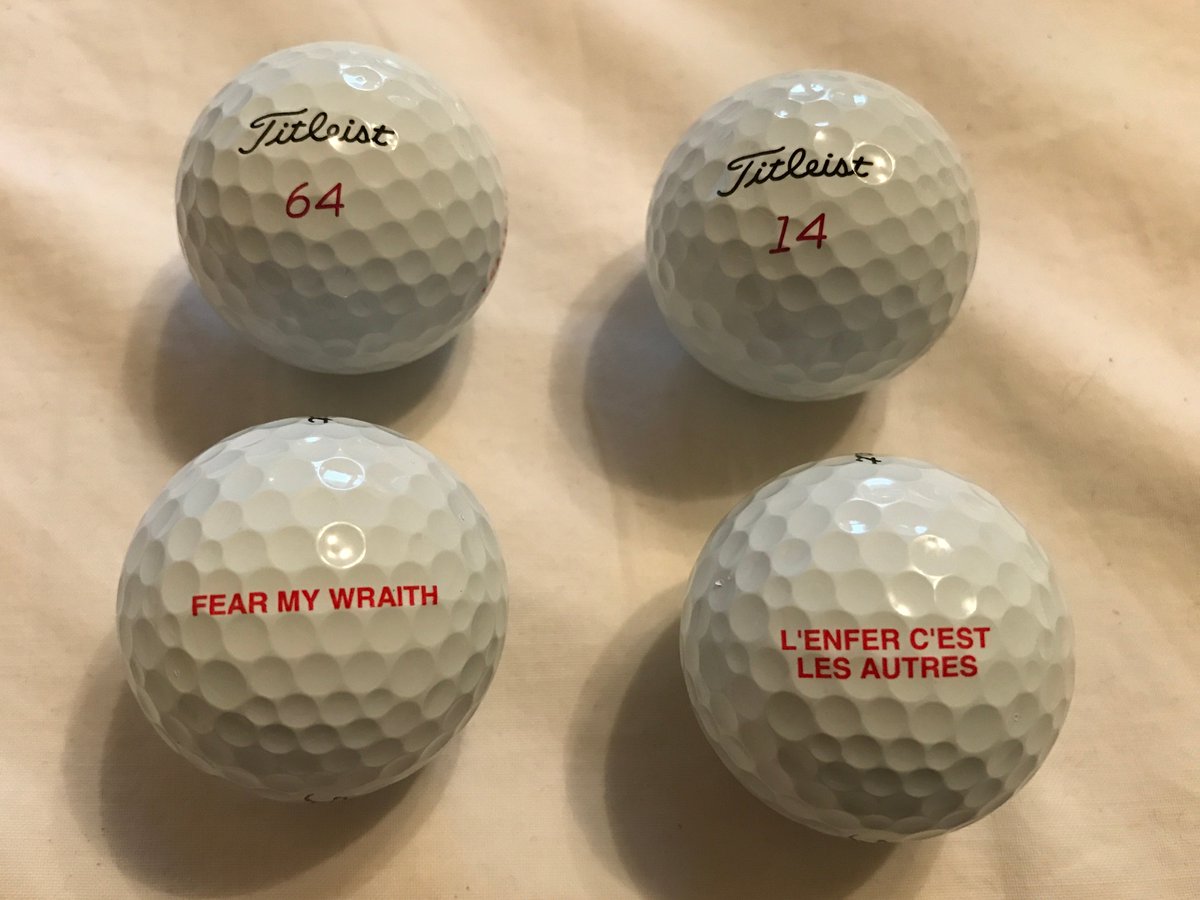 Titleist
64
Titleist
14
FEAR MY WRAITH
L'ENFER C'EST
LES AUTRES